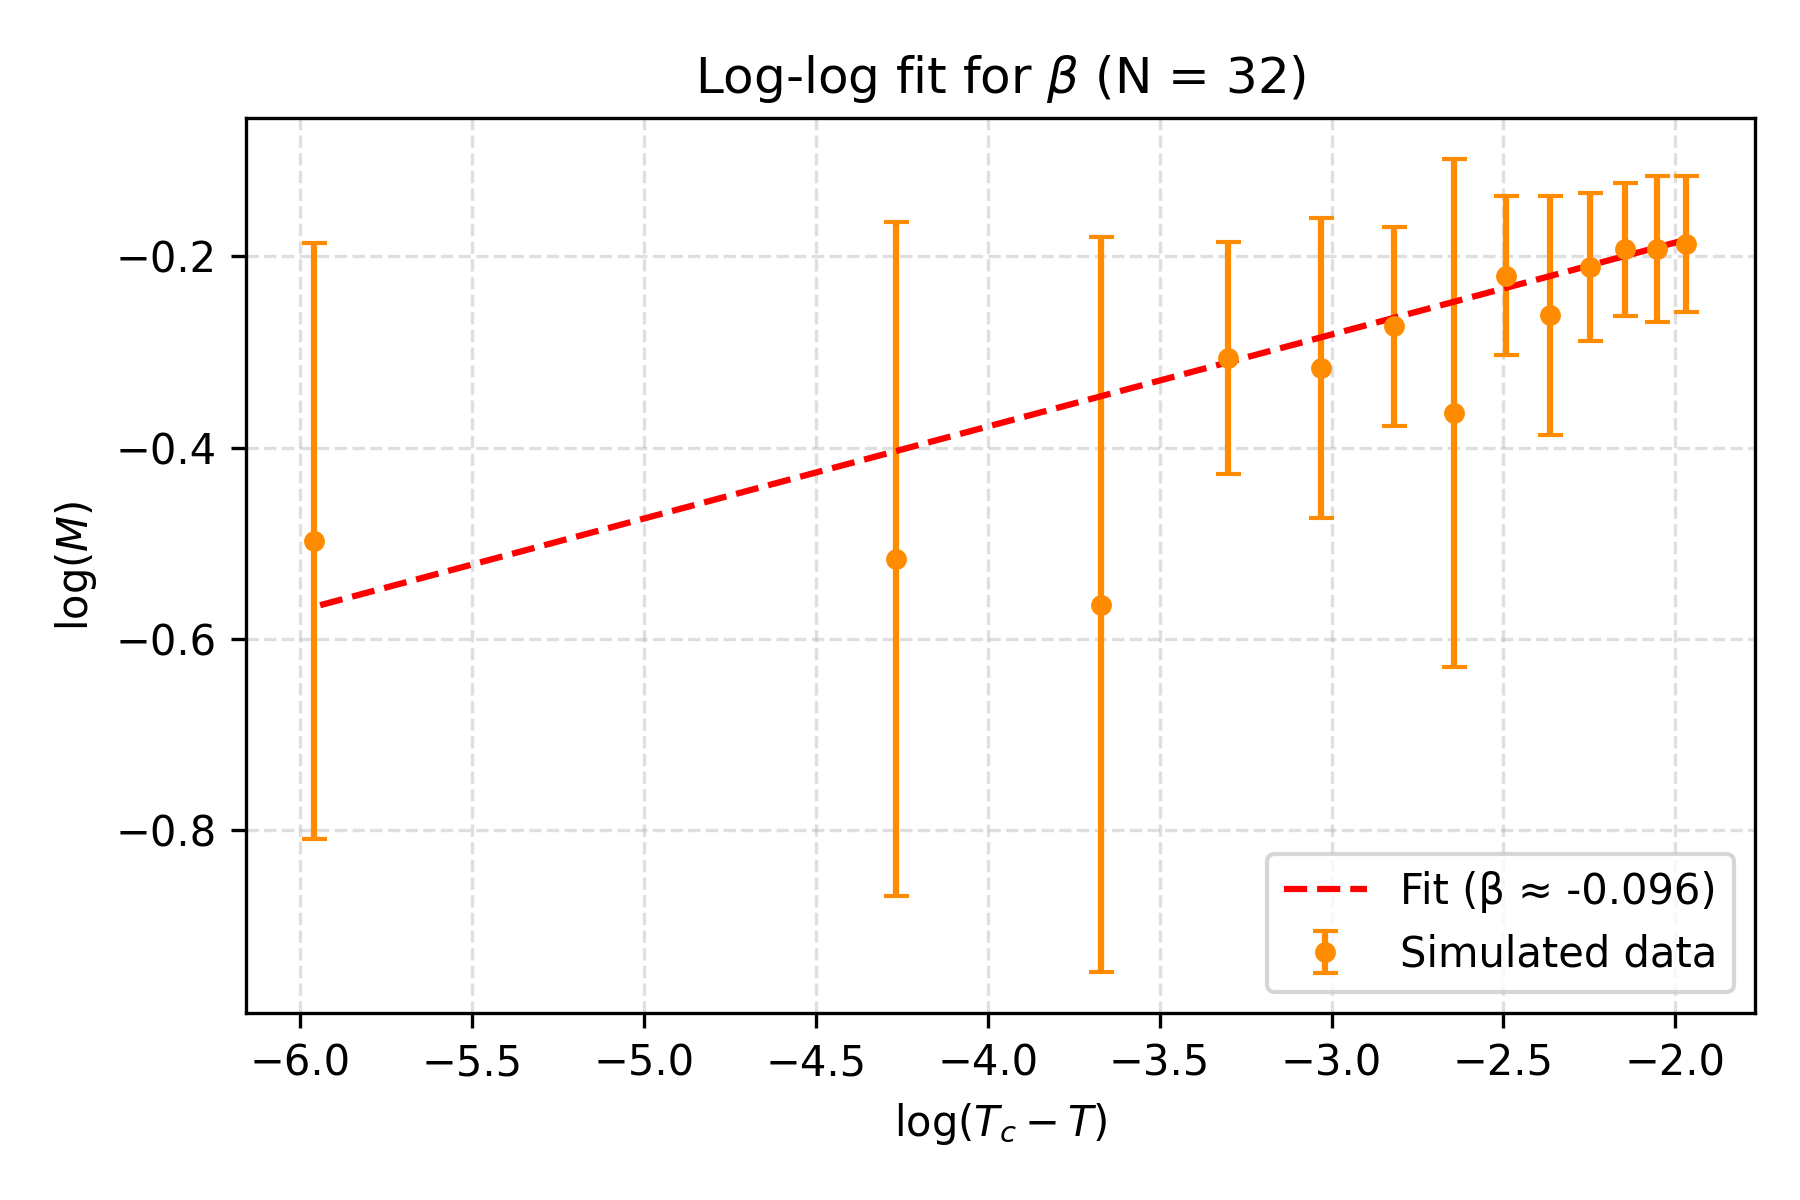 Log-log fit for β (N = 32)
log(M)
−0.2
−0.4
−0.6
−0.8
Fit (β ≈ -0.096)
Simulated data
−6.0 −5.5 −5.0 −4.5 −4.0 −3.5 −3.0 −2.5 −2.0
log(T_c − T)